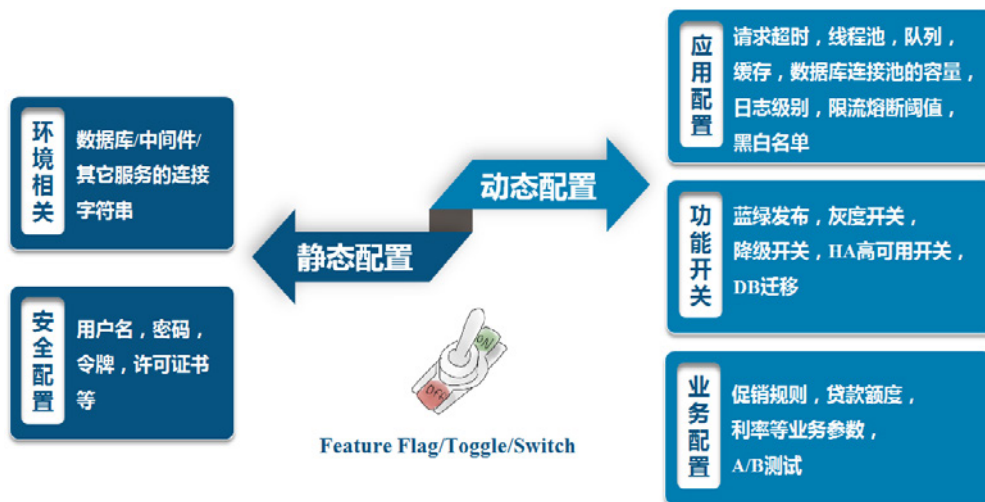 环境相关
数据库/中间件/
其它服务的连接
字符串
安全配置
用户名，密码，
令牌，许可证书
等
静态配置
动态配置
ON
OFF
Feature Flag/Toggle/Switch
应用配置
请求超时，线程池，队列，
缓存，数据库连接池的容量，
日志级别，限流熔断阈值，
黑白名单
功能开关
蓝绿发布，灰度开关，
降级开关，HA高可用开关，
DB迁移
业务配置
促销规则，贷款额度，
利率等业务参数，
A/B测试